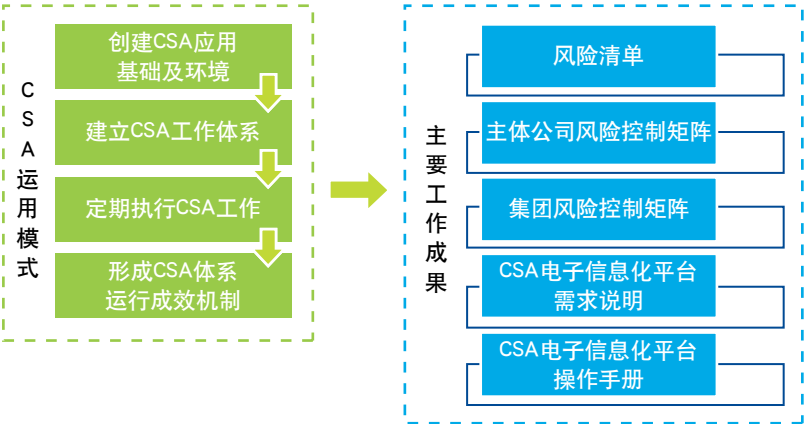 CSA运用模式
创建CSA应用
基础及环境
建立CSA工作体系
定期执行CSA工作
形成CSA体系
运行成效机制
主要工作成果
风险清单
主体公司风险控制矩阵
集团风险控制矩阵
CSA电子信息化平台
需求说明
CSA电子信息化平台
操作手册